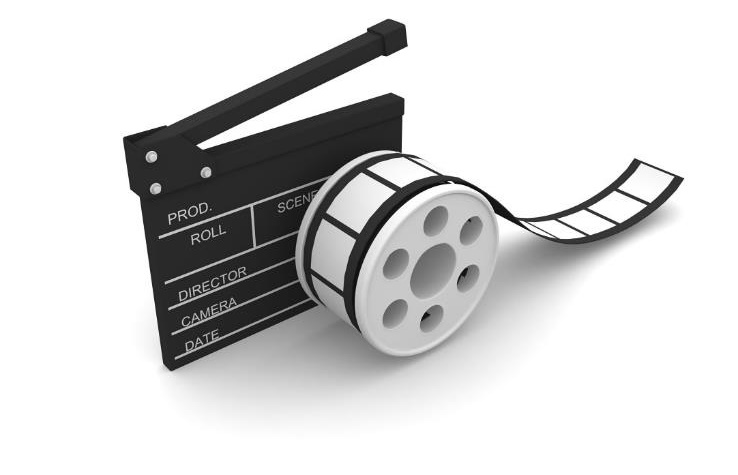 PROD.
ROLL SCENE
DIRECTOR
CAMERA
DATE